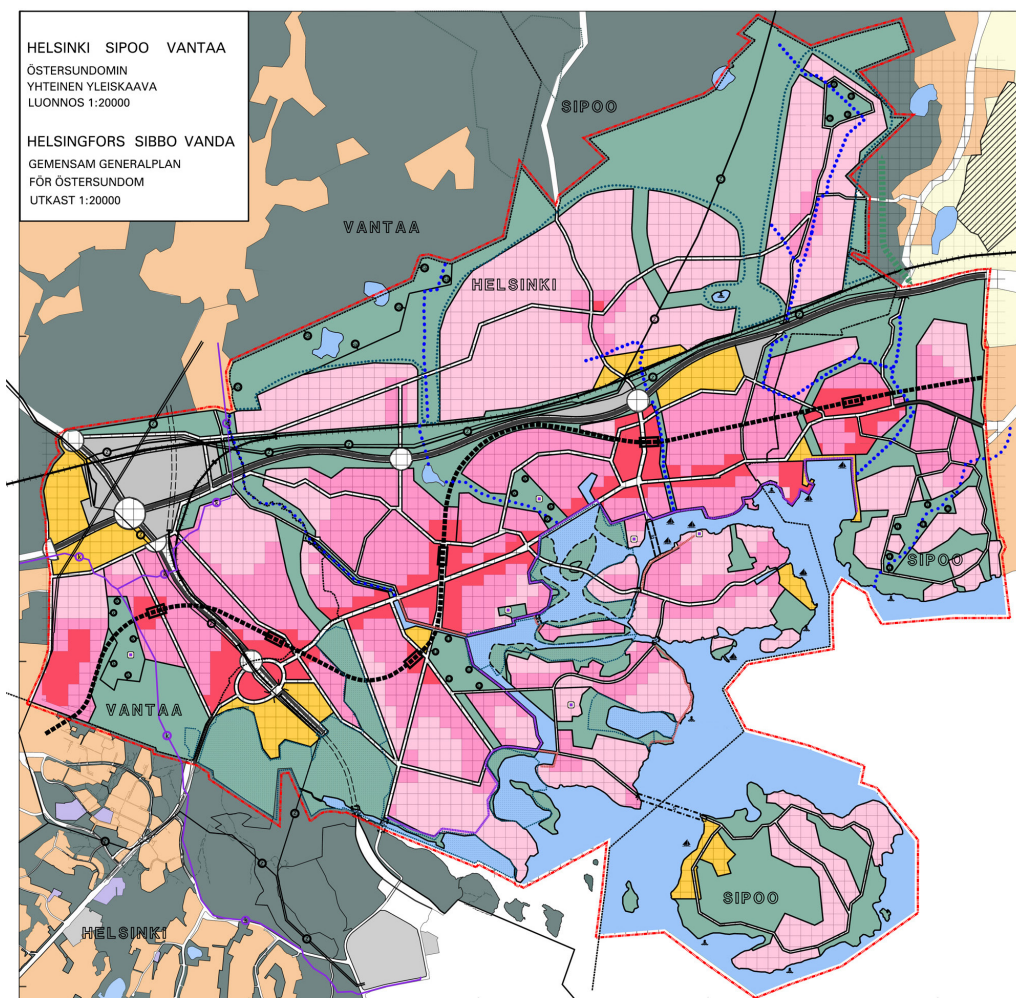 HELSINKI SIPOO VANTAA
ÖSTERSUNDOMIN
YHTEINEN YLEISKAAVA
LUONNOS 1:20000
HELSINGFORS SIBBO VANDA
GEMENSAM GENERALPLAN
FÖR ÖSTERSUNDOM
UTKAST 1:20000
SIPOO
VANTAA
HELSINKI
SIPOO
VANTAA
SIPOO
HELSINKI